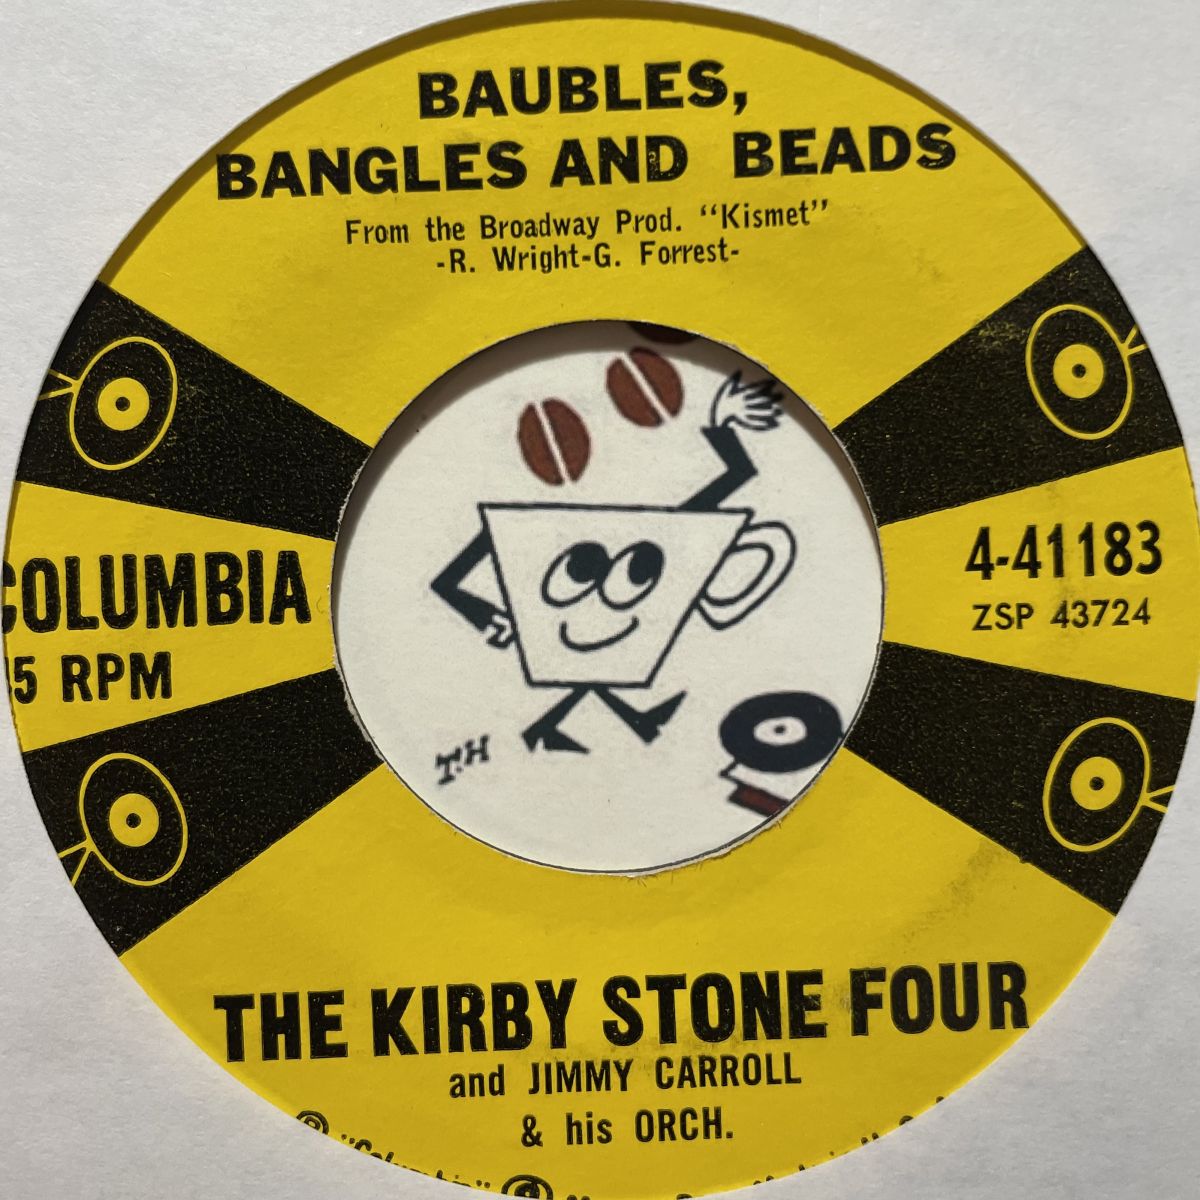 BAUBLES,
BANGLES AND BEADS
From the Broadway Prod. "Kismet"
-R. Wright-G. Forrest-
COLUMBIA
45 RPM
4-41183
ZSP 43724
T.H
THE KIRBY STONE FOUR
and JIMMY CARROLL
& his ORCH.